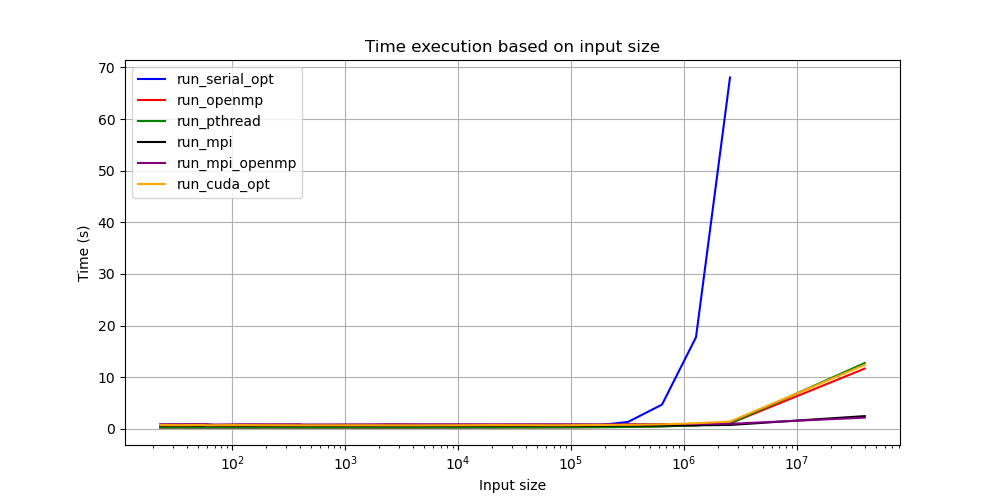 Time execution based on input size
70
60
50
40
30
20
10
0
Time (s)
run_serial_opt
run_openmp
run_pthread
run_mpi
run_mpi_openmp
run_cuda_opt
10²
10³
10⁴
10⁵
10⁶
10⁷
Input size